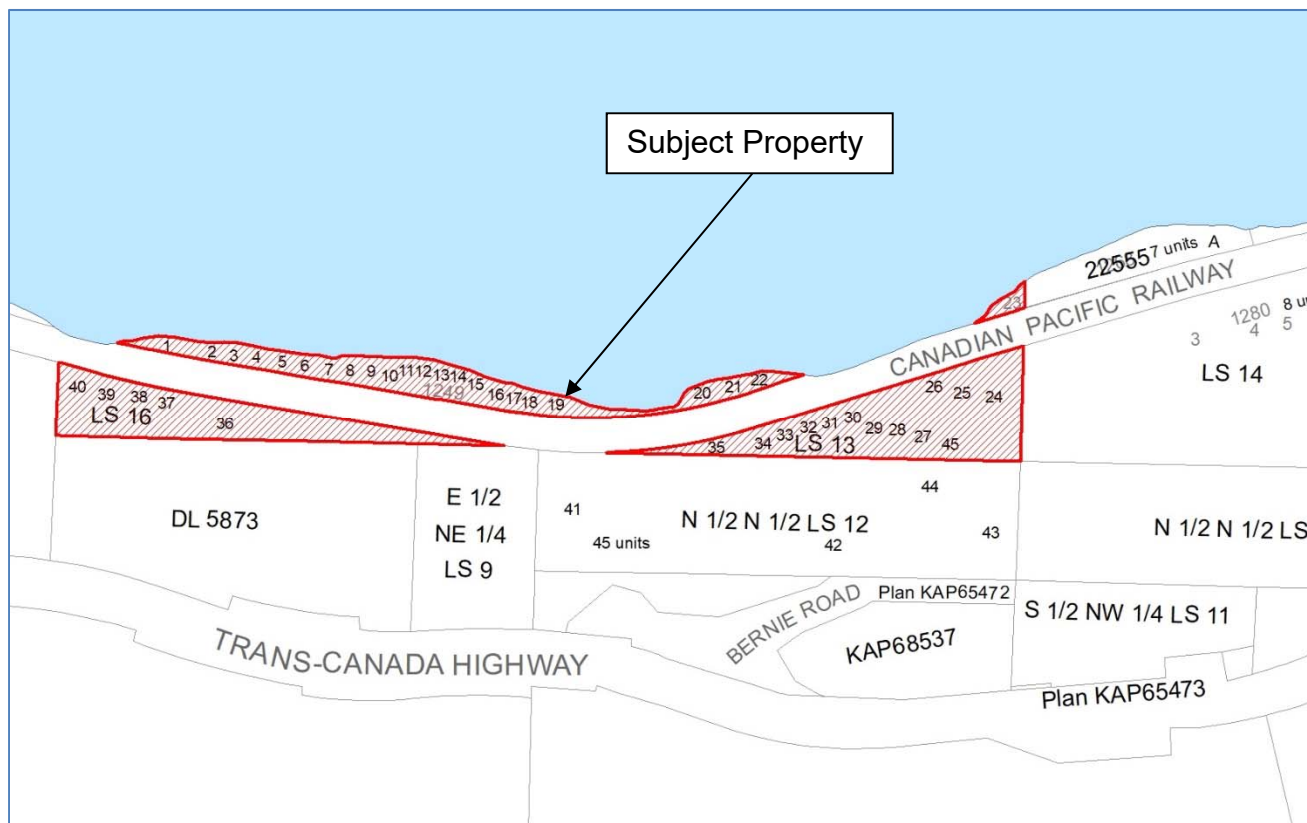 Subject Property
22555 7 units A
CANADIAN PACIFIC RAILWAY
23
1280 8 u
3 4 5
LS 14
1 2 3 4 5 6 7 8 9 10 11 12 13 14 15 16 17 18 19
1249
20 21 22
40 39 38 37
LS 16
36
26 25 24
35 34 33 32 31 30 29 28 27 45
LS 13
DL 5873
E 1/2
NE 1/4
LS 9
41
45 units
N 1/2 N 1/2 LS 12
42
44
43
N 1/2 N 1/2 LS
BERNIE ROAD
Plan KAP65472
S 1/2 NW 1/4 LS 11
KAP68537
TRANS-CANADA HIGHWAY
Plan KAP65473